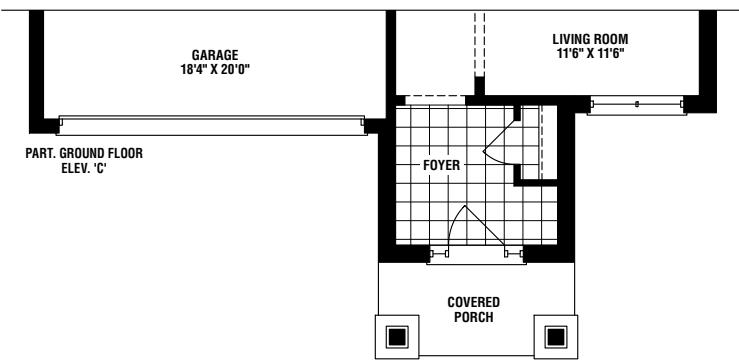 GARAGE
18'4" X 20'0"
LIVING ROOM
11'6" X 11'6"
PART. GROUND FLOOR
ELEV. 'C'
FOYER
COVERED
PORCH